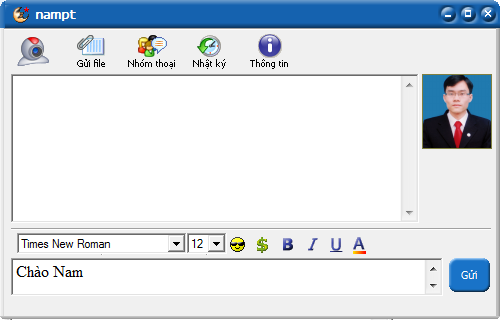 nampt
Gửi file
Nhóm thoại
Nhật ký
Thông tin
Times New Roman
12
$ B I U A
Chào Nam
Gửi